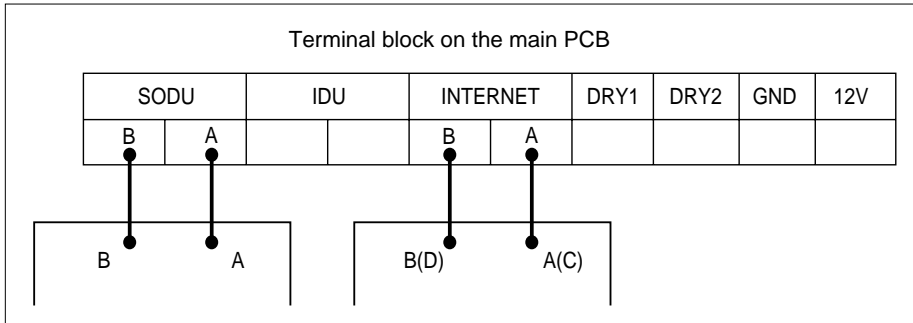 Terminal block on the main PCB
SODU IDU INTERNET DRY1 DRY2 GND 12V
B A B A
B A B(D) A(C)